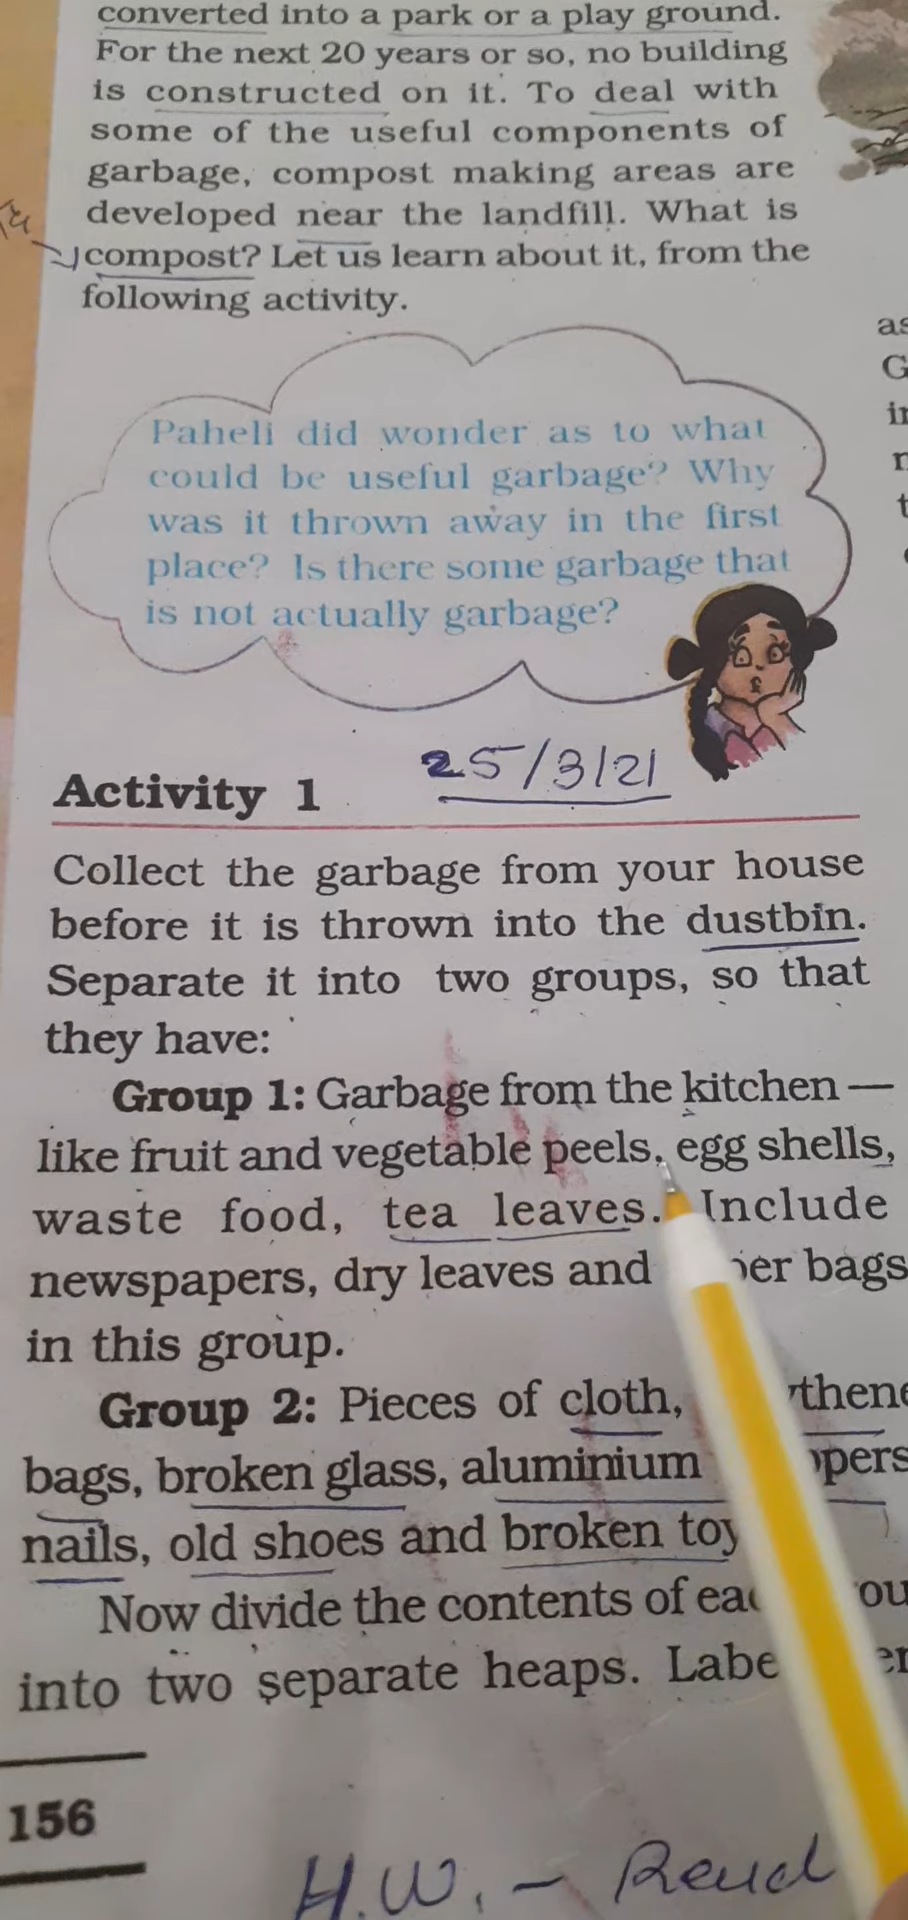 converted into a park or a play ground.
For the next 20 years or so, no building
is constructed on it. To deal with
some of the useful components of
garbage, compost making areas are
developed near the landfill. What is
compost? Let us learn about it, from the
following activity.
Paheli did wonder as to what
could be useful garbage? Why
was it thrown away in the first
place? Is there some garbage that
is not actually garbage?
25/3/21
Activity 1
Collect the garbage from your house
before it is thrown into the dustbin.
Separate it into two groups, so that
they have:
Group 1: Garbage from the kitchen —
like fruit and vegetable peels, egg shells,
waste food, tea leaves. Include
newspapers, dry leaves and bags
in this group.
Group 2: Pieces of cloth,
bags, broken glass, aluminium
nails, old shoes and broken
Now divide the contents of
into two separate heaps.
156
H.W. - Read